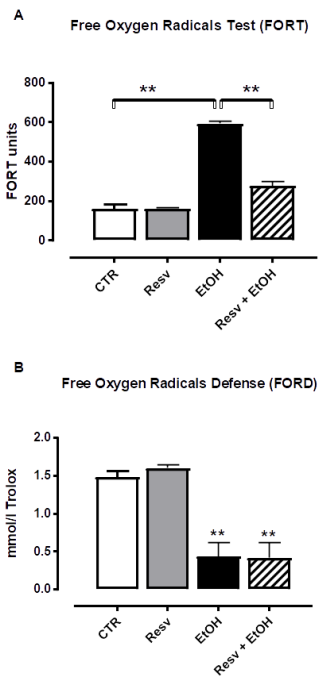 A
Free Oxygen Radicals Test (FORT)
** **
800
600
400
200
0
FORT units
CTR
Resv
EtOH
Resv + EtOH
B
Free Oxygen Radicals Defense (FORD)
2.0
1.5
1.0
0.5
0.0
mmol/l Trolox
** **
CTR
Resv
EtOH
Resv + EtOH